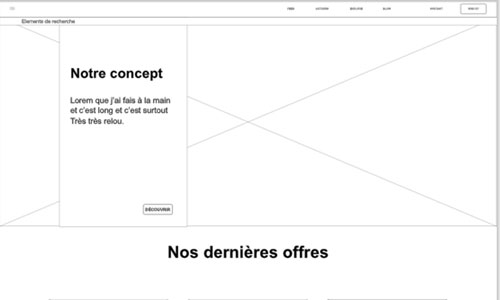 Elements de recherche
Notre concept
Lorem que j'ai fais à la main
et c'est long et c'est surtout
Très très relou.
DÉCOUVRIR
Nos dernières offres